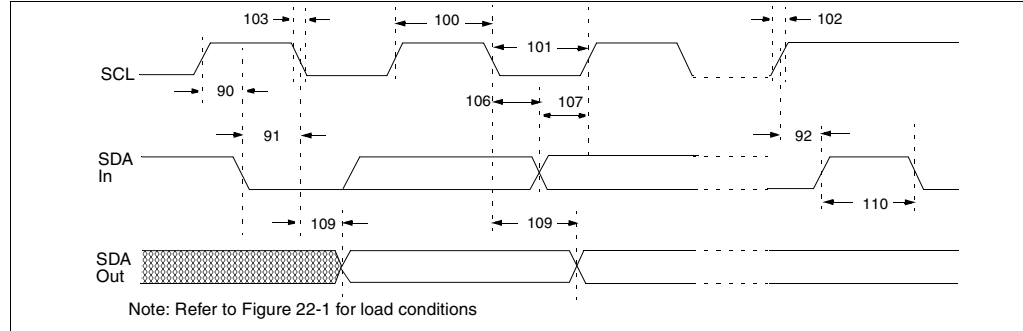 103
100
102
101
SCL
90
106
107
91
92
SDA
In
110
109
109
SDA
Out
Note: Refer to Figure 22-1 for load conditions